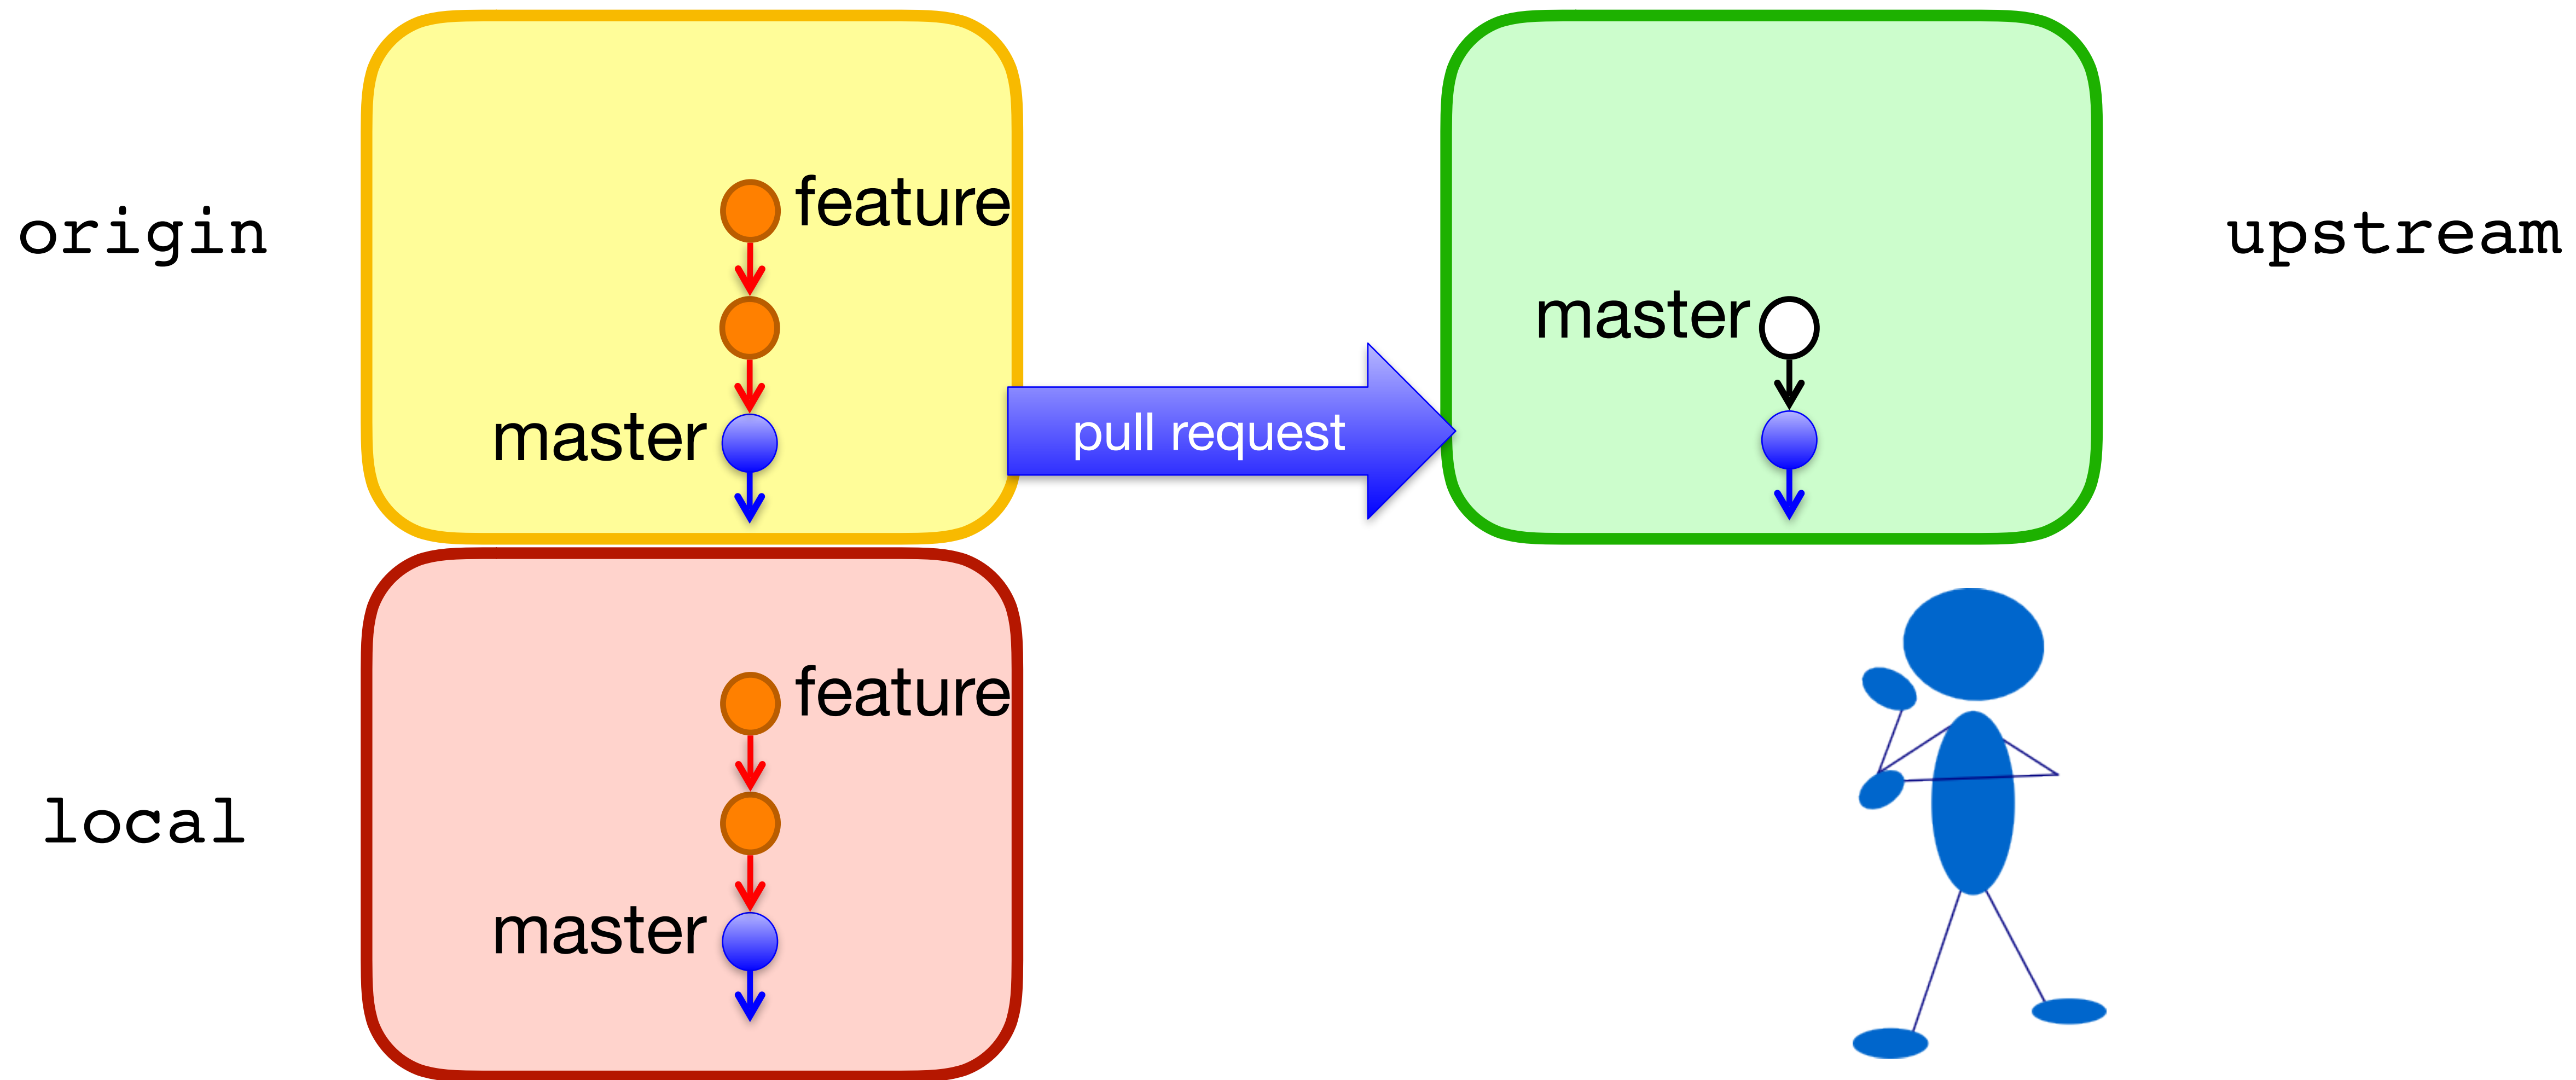 origin
feature
master
pull request
master
upstream
local
feature
master